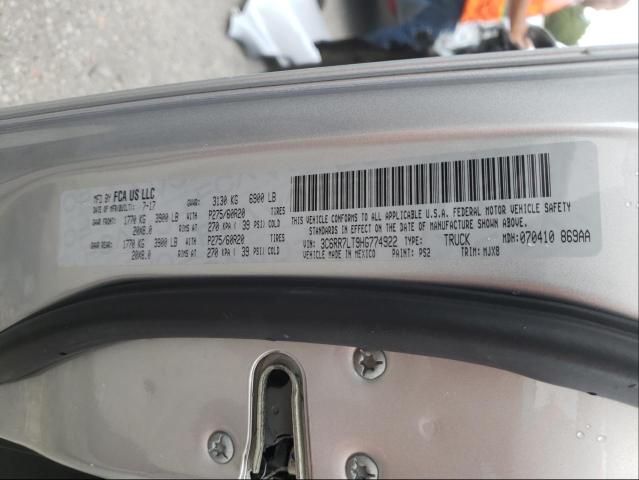 MFD BY FCA US LLC
DATE OF MFR/BUILT: 7-17
GVWR: 3130 KG 6900 LB
GAWR FRONT: 1770 KG 3900 LB WITH P275/60R20 TIRES
20X8.0 RIMS AT 270 KPA ( 39 PSI/ COLD
GAWR REAR: 1770 KG 3900 LB WITH P275/60R20 TIRES
20X8.0 RIMS AT 270 KPA ( 39 PSI/ COLD
THIS VEHICLE CONFORMS TO ALL APPLICABLE U.S.A. FEDERAL MOTOR VEHICLE SAFETY
STANDARDS IN EFFECT ON THE DATE OF MANUFACTURE SHOWN ABOVE.
VIN: 3C6RR7LT9HG774922 TYPE: TRUCK MDH: 070410 869AA
VEHICLE MADE IN MEXICO PAINT: PS2 TRIM: MJX8